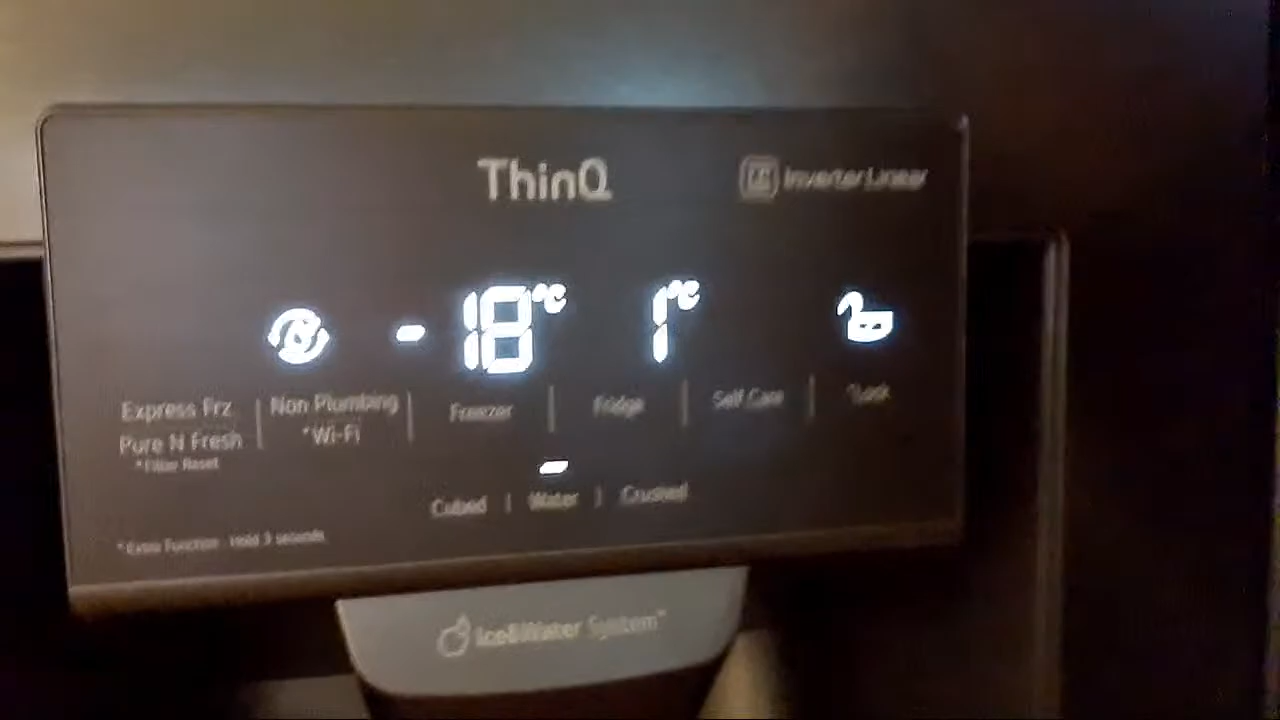 ThinQ
Inverter Linear
-18°C 1°C
Express Frz | Non Plumbing | Freezer | Fridge | Self Care | *Lock
Pure N Fresh *Wi-Fi
*Filter Reset
Cubed | Water | Crushed
*Extra Function : Hold 3 seconds
Ice&Water System™